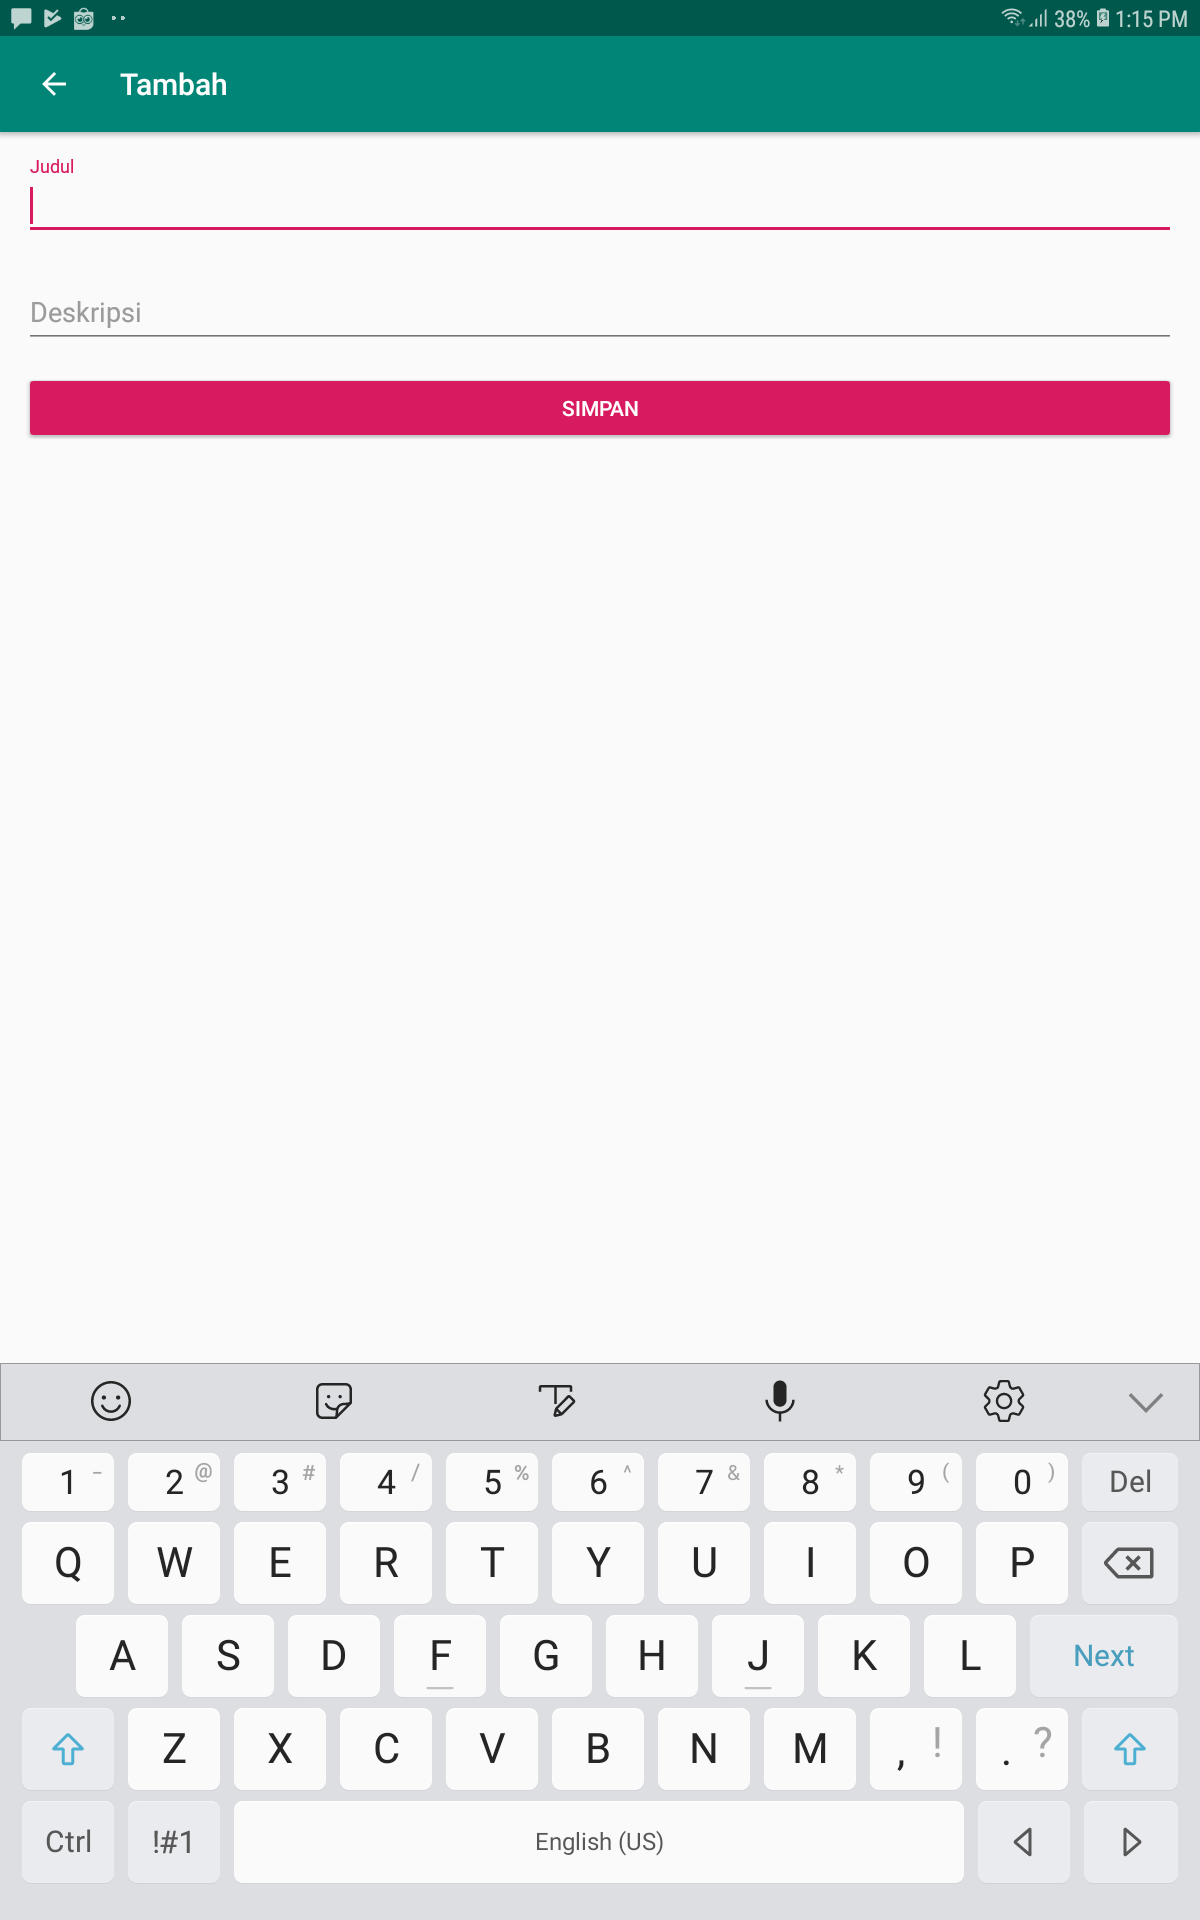 38% 1:15 PM
Tambah
Judul
Deskripsi
SIMPAN
1 - 2 @ 3 # 4 / 5 % 6 ^ 7 & 8 * 9 ( 0 ) Del
Q W E R T Y U I O P
A S D F G H J K L Next
Z X C V B N M , ! . ?
Ctrl !#1 English (US)